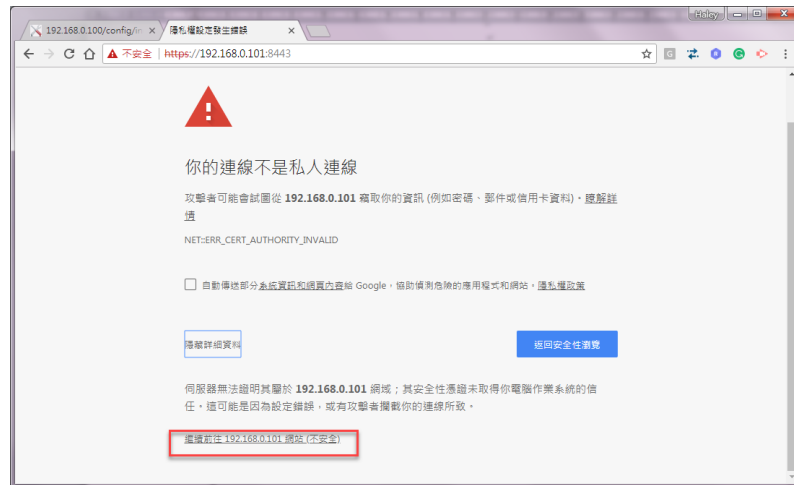 Haley
192.168.0.100/config/in
隱私權設定發生錯誤
不安全 https://192.168.0.101:8443
你的連線不是私人連線
攻擊者可能會試圖從 192.168.0.101 竊取你的資訊 (例如密碼、郵件或信用卡資料)。瞭解詳
情
NET::ERR_CERT_AUTHORITY_INVALID
自動傳送部分系統資訊和網頁內容給 Google,協助偵測危險的應用程式和網站。隱私權政策
隱藏詳細資料
返回安全性瀏覽
伺服器無法證明其屬於 192.168.0.101 網域;其安全性憑證未取得你電腦作業系統的信
任。這可能是因為設定錯誤,或有攻擊者攔截你的連線所致。
繼續前往 192.168.0.101 網站 (不安全)